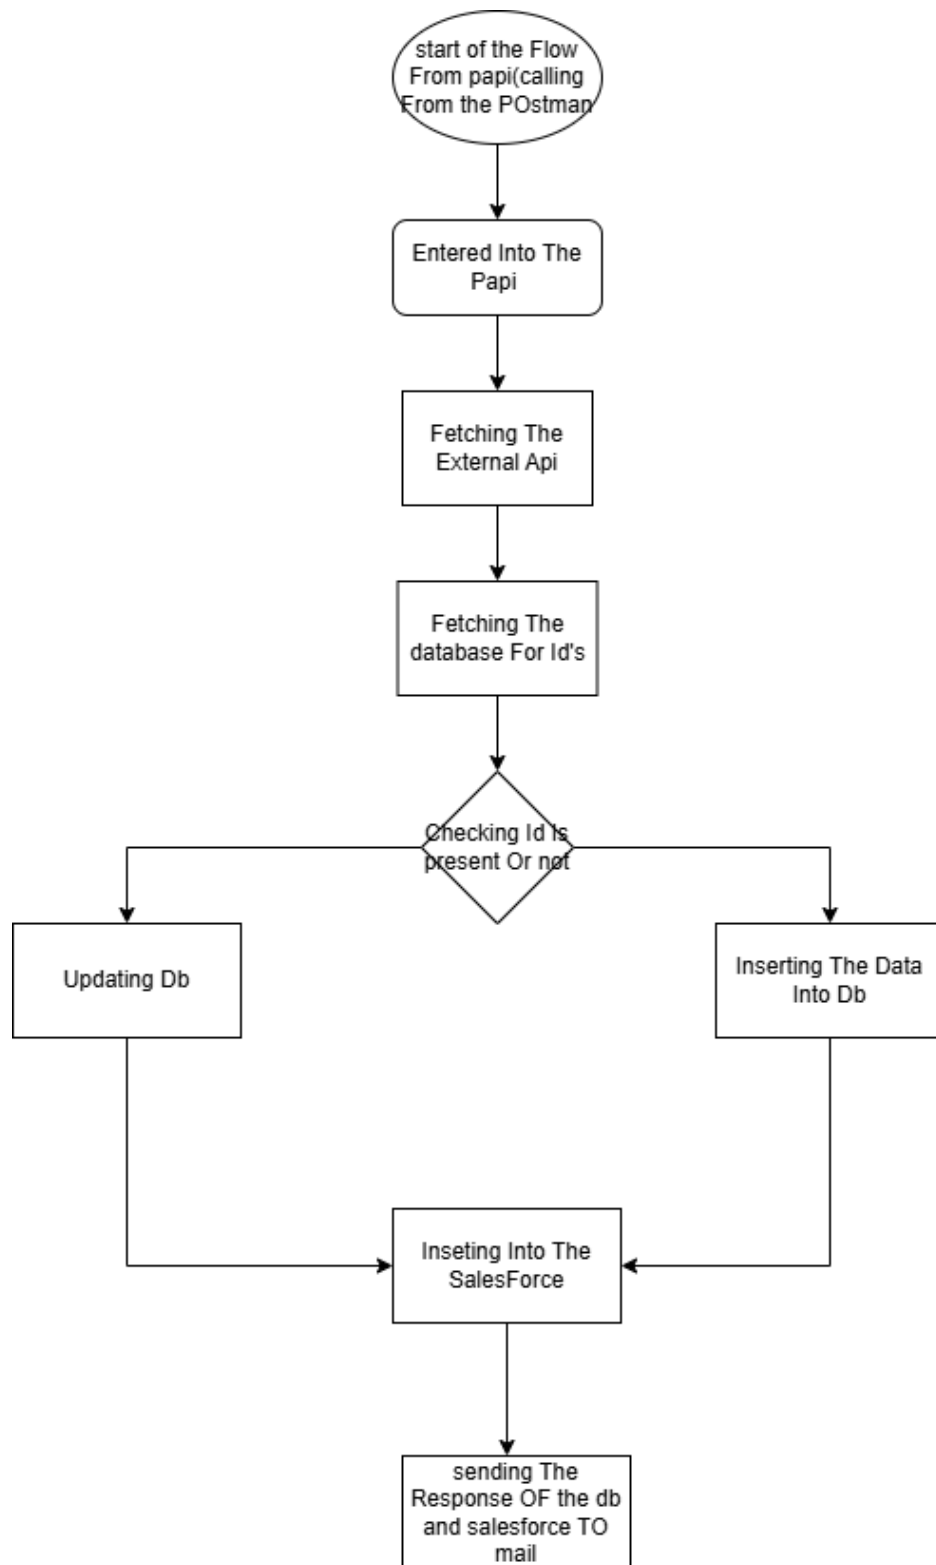 start of the Flow
From papi(calling
From the POstman
Entered Into The
Papi
Fetching The
External Api
Fetching The
database For Id's
Checking Id Is
present Or not
Updating Db
Inserting The Data
Into Db
Inseting Into The
SalesForce
sending The
Response OF the db
and salesforce TO
mail